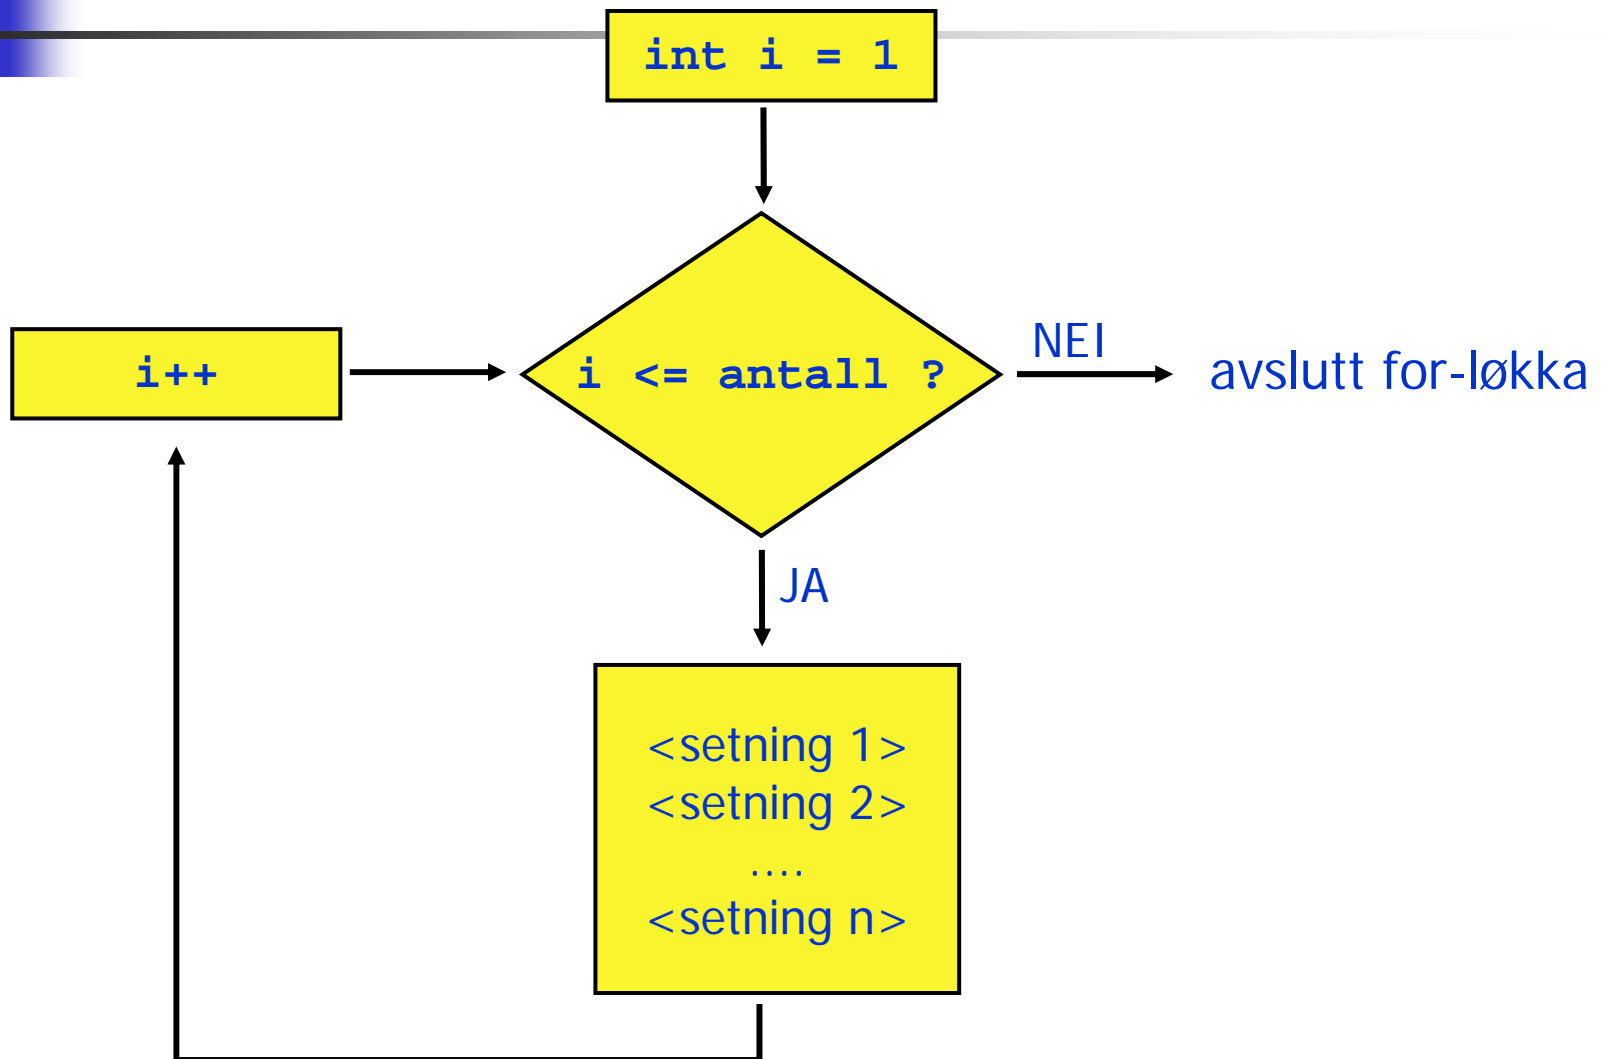 int i = 1
i++
i <= antall ?
NEI
avslutt for-løkka
JA
<setning 1>
<setning 2>
....
<setning n>